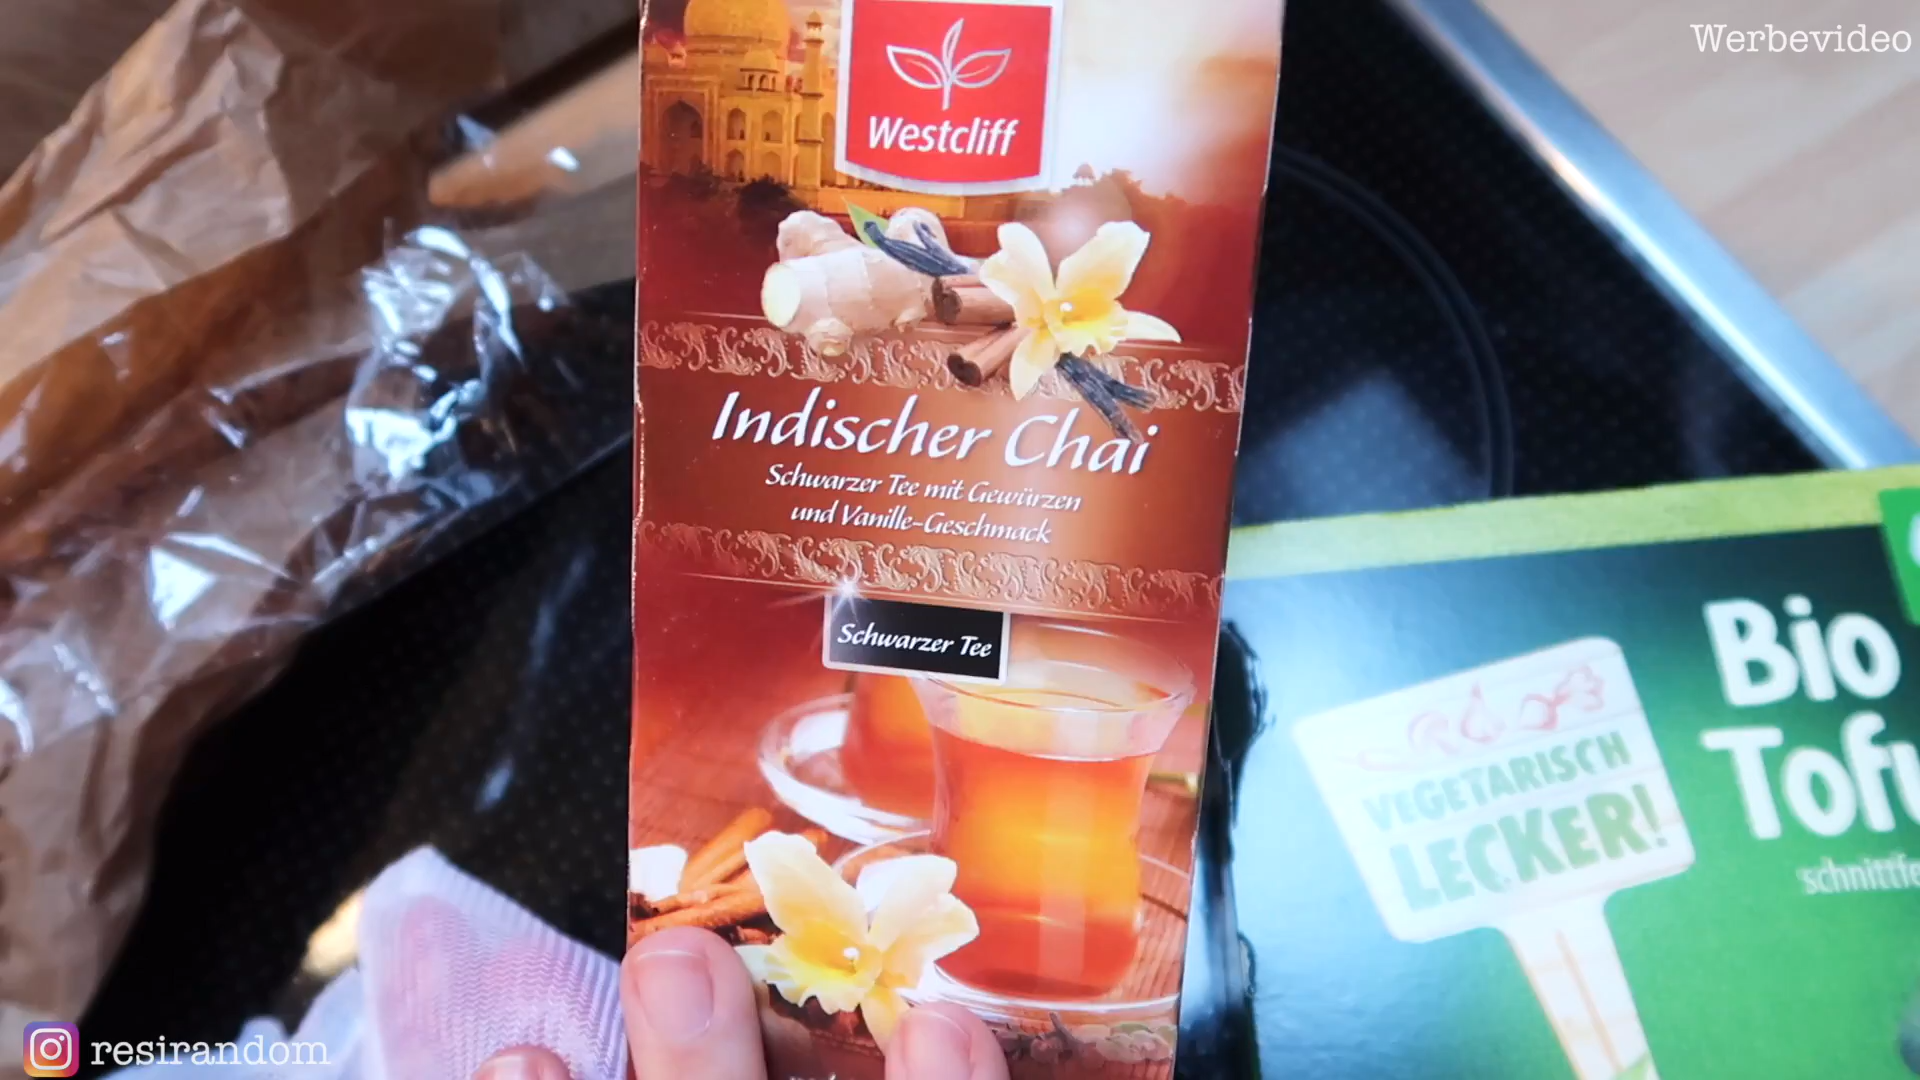 Werbevideo
Westcliff
Indischer Chai
Schwarzer Tee mit Gewürzen
und Vanille-Geschmack
Schwarzer Tee
Bio
Tofu
VEGETARISCH
LECKER!
resirandom